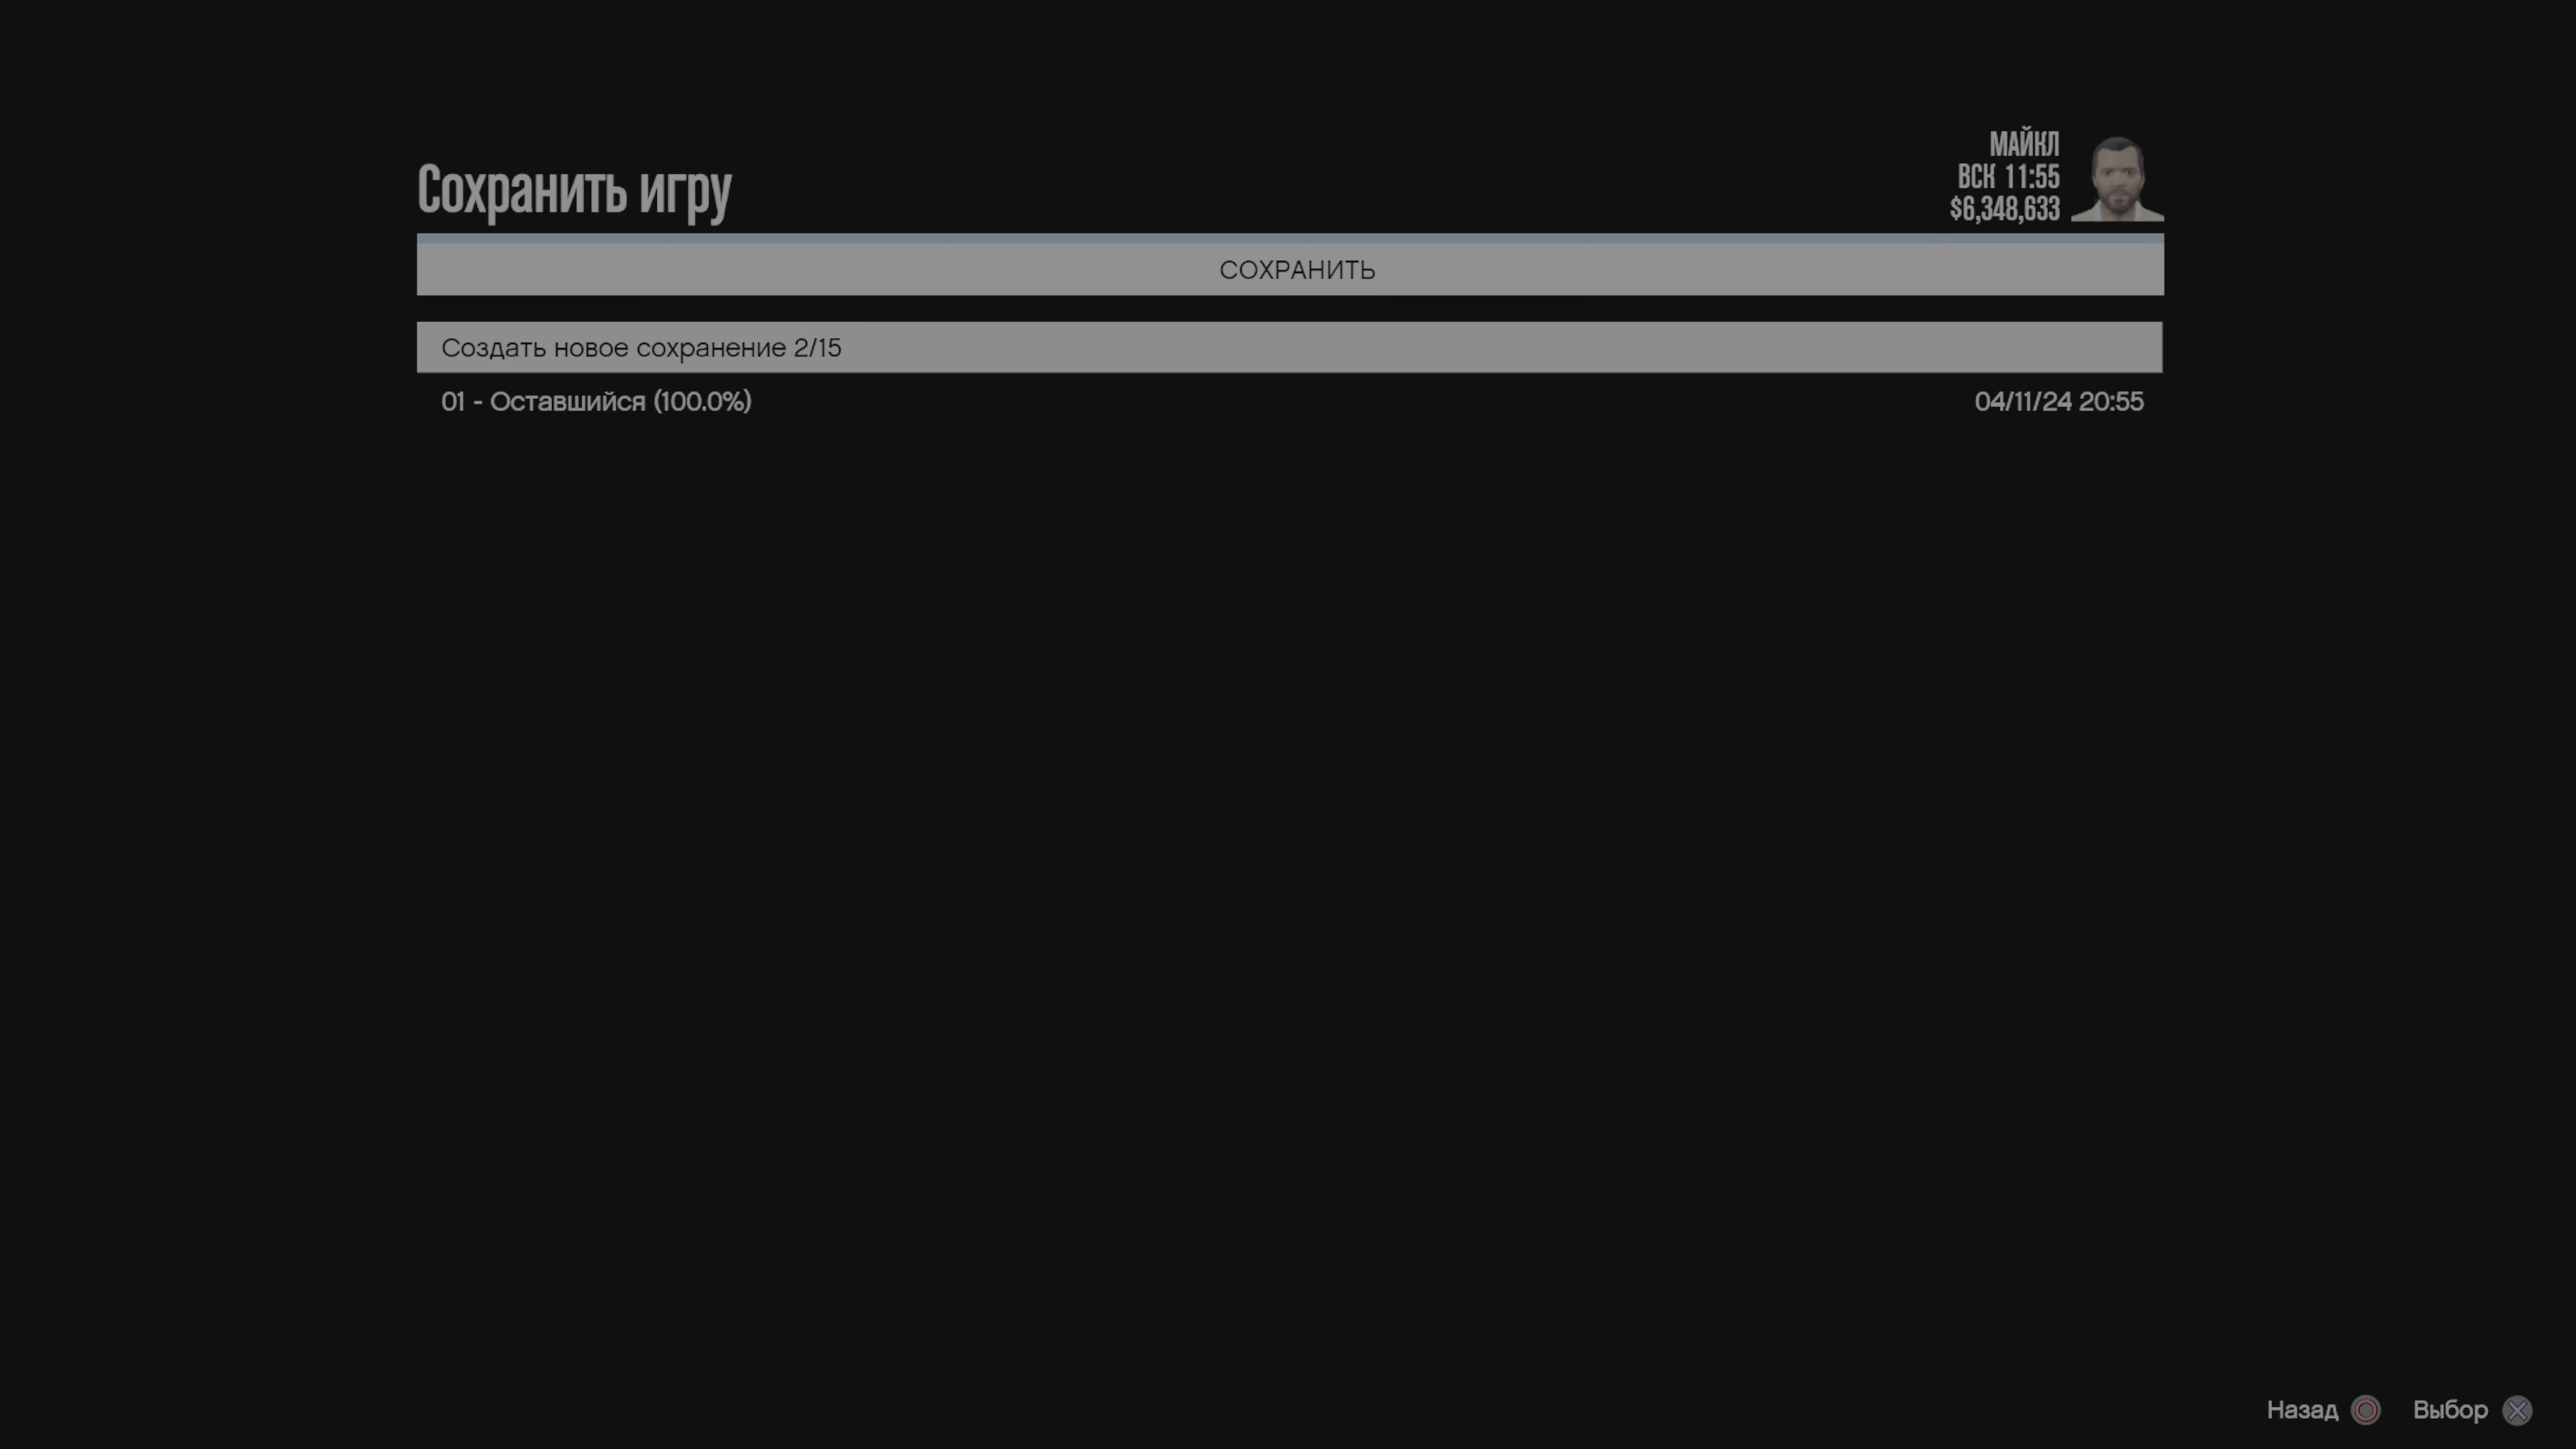 Сохранить игру
МАЙКЛ
ВСК 11:55
$6,348,633
СОХРАНИТЬ
Создать новое сохранение 2/15
01 - Оставшийся (100.0%) 04/11/24 20:55
Назад Выбор